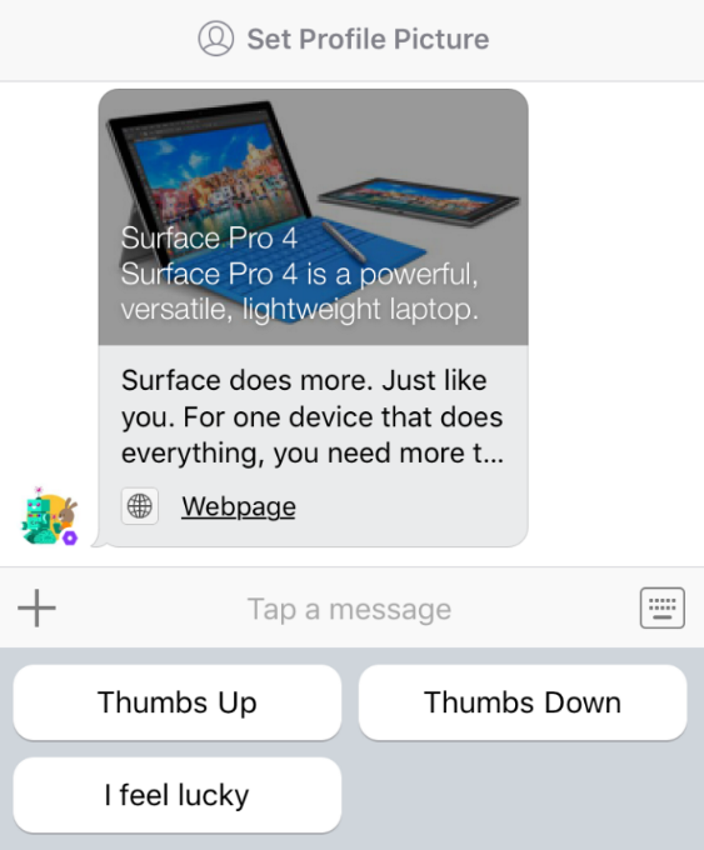 Set Profile Picture
Surface Pro 4
Surface Pro 4 is a powerful,
versatile, lightweight laptop.
Surface does more. Just like
you. For one device that does
everything, you need more t...
Webpage
Tap a message
Thumbs Up
Thumbs Down
I feel lucky